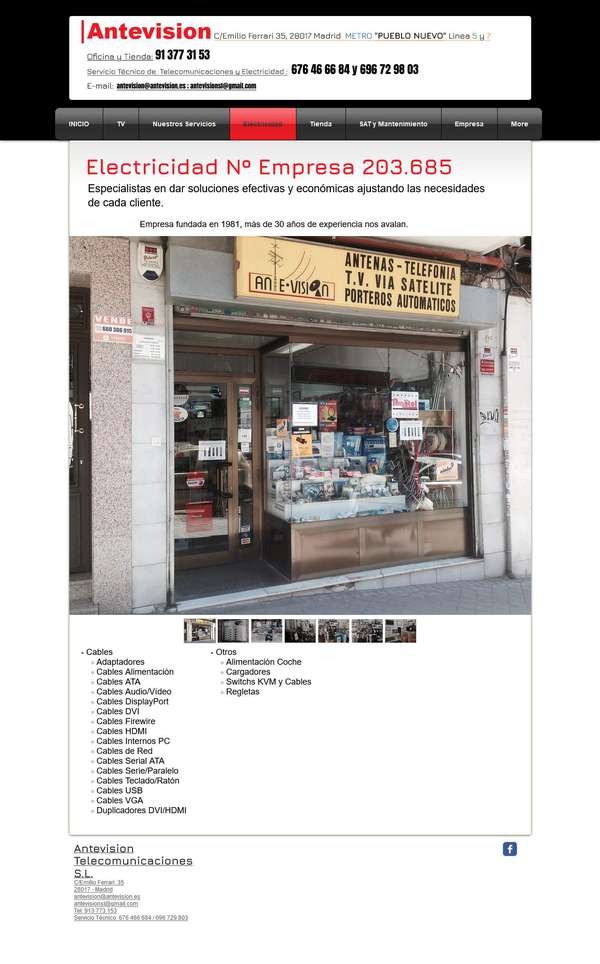 Antevision C/Emilio Ferrari 35, 28017 Madrid METRO "PUEBLO NUEVO" Linea 5 y 7
Oficina y Tienda: 91 377 31 53
Servicio Técnico de Telecomunicaciones y Electricidad : 676 46 66 84 y 696 72 98 03
E-mail: antevision@antevision.es ; antevisionsl@gmail.com
INICIO TV Nuestros Servicios Electricidad Tienda SAT y Mantenimiento Empresa More
Electricidad Nº Empresa 203.685
Especialistas en dar soluciones efectivas y económicas ajustando las necesidades
de cada cliente.
Empresa fundada en 1981, más de 30 años de experiencia nos avalan.
ANTE-VISION
ANTENAS - TELEFONIA
T.V. VIA SATELITE
PORTEROS AUTOMATICOS
VENDE
Cables
Adaptadores
Cables Alimentación
Cables ATA
Cables Audio/Vídeo
Cables DisplayPort
Cables DVI
Cables Firewire
Cables HDMI
Cables Internos PC
Cables de Red
Cables Serial ATA
Cables Serie/Paralelo
Cables Teclado/Ratón
Cables USB
Cables VGA
Duplicadores DVI/HDMI
Otros
Alimentación Coche
Cargadores
Switchs KVM y Cables
Regletas
Antevision
Telecomunicaciones
S.L.
C/Emilio Ferrari, 35
28017 - Madrid
antevision@antevision.es
antevisionsl@gmail.com
Tel: 913 773 153
Servicio Técnico: 676 466 684 / 696 729 803